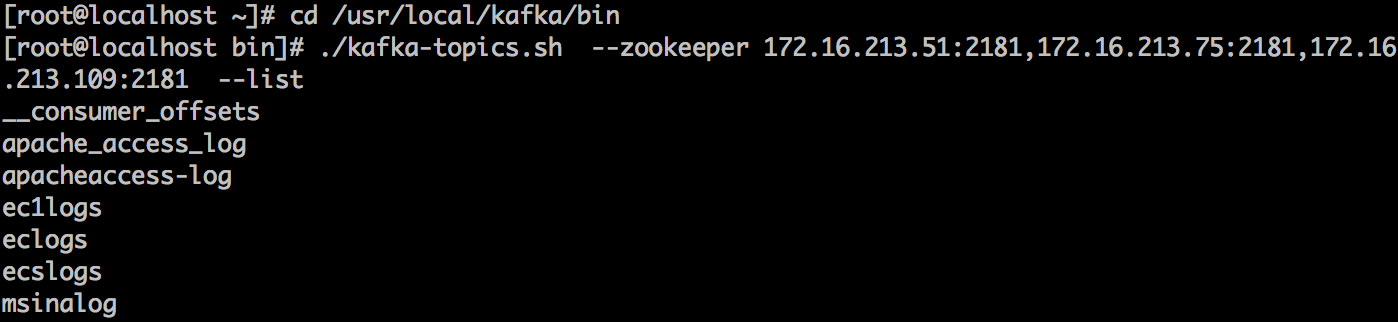 [root@localhost ~]# cd /usr/local/kafka/bin
[root@localhost bin]# ./kafka-topics.sh  --zookeeper 172.16.213.51:2181,172.16.213.75:2181,172.16
.213.109:2181  --list
__consumer_offsets
apache_access_log
apacheaccess-log
ec1logs
eclogs
ecslogs
msinalog